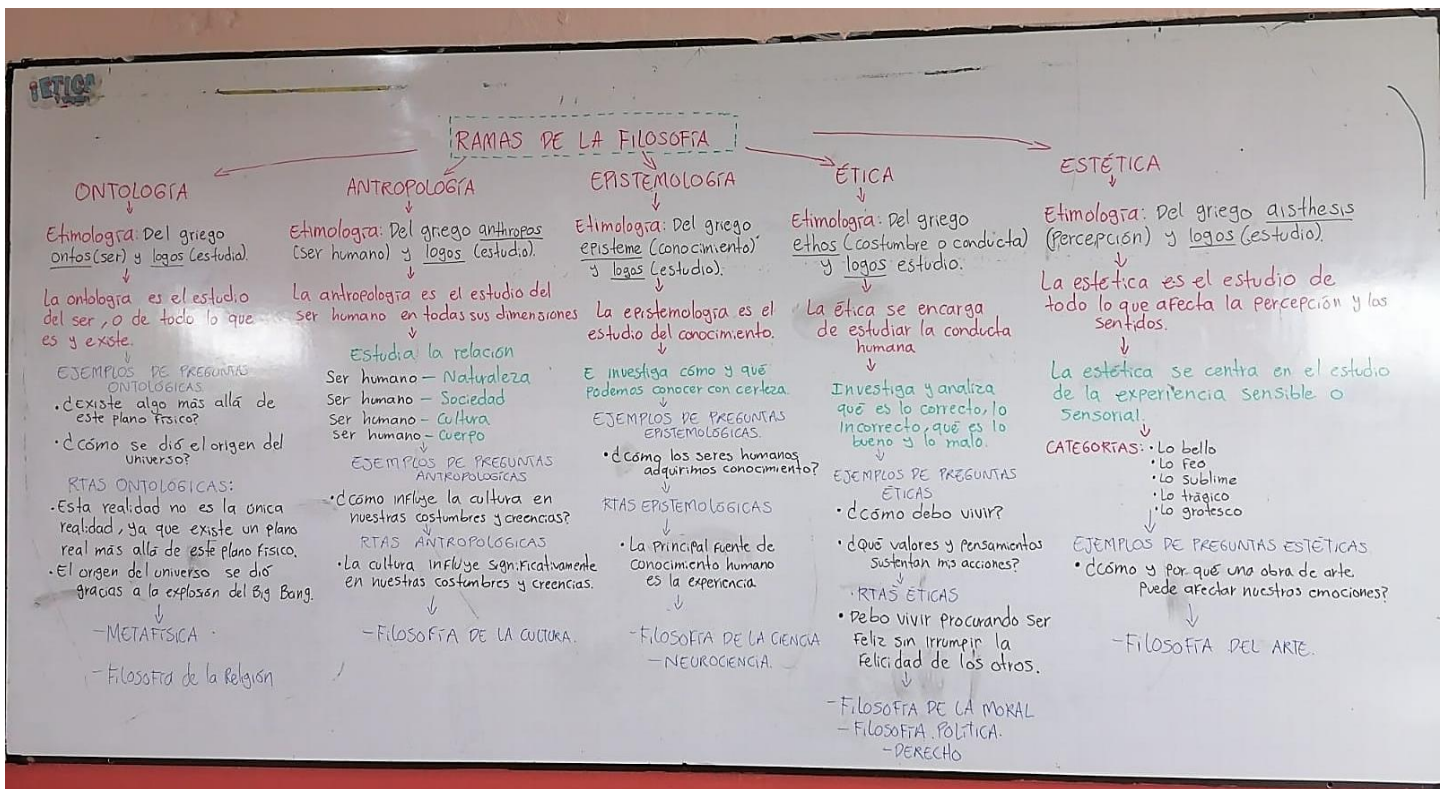 ¡ETICA
RAMAS DE LA FILOSOFÍA
ONTOLOGÍA
Etimología: Del griego
ontos (ser) y logos (estudio).
La ontología es el estudio
del ser, o de todo lo que
es y existe.
EJEMPLOS DE PREGUNTAS
ONTOLÓGICAS
• ¿Existe algo más allá de
este plano físico?
• ¿cómo se dió el origen del
Universo?
RTAS ONTOLÓGICAS:
• Esta realidad no es la única
realidad, ya que existe un plano
real más allá de este plano físico.
• El origen del universo se dió
gracias a la explosón del Big Bang.
- METAFÍSICA
- Filosofía de la Religión
ANTROPOLOGÍA
Etimología: Del griego anthropos
(ser humano) y logos (estudio).
La antropología es el estudio del
ser humano en todas sus dimensiones
Estudia la relación
Ser humano - Naturaleza
Ser humano - Sociedad
Ser humano - Cultura
Ser humano - Cuerpo
EJEMPLOS DE PREGUNTAS
ANTROPOLÓGICAS
• ¿cómo influye la cultura en
nuestras costumbres y creencias?
RTAS ANTROPOLÓGICAS
• La cultura influye significativamente
en nuestras costumbres y creencias.
- FILOSOFÍA DE LA CULTURA.
EPISTEMOLOGÍA
Etimología: Del griego
episteme (conocimiento)
y logos (estudio).
La epistemología es el
estudio del conocimiento.
E investiga cómo y qué
podemos conocer con certeza.
EJEMPLOS DE PREGUNTAS
EPISTEMOLÓGICAS.
• ¿cómo los seres humanos
adquirimos conocimiento?
RTAS EPISTEMOLÓGICAS
• La principal fuente de
conocimiento humano
es la experiencia
- FILOSOFÍA DE LA CIENCIA
- NEUROCIENCIA.
ÉTICA
Etimología: Del griego
ethos (costumbre o conducta)
y logos estudio.
La ética se encarga
de estudiar la conducta
humana
Investiga y analiza
qué es lo correcto, lo
incorrecto, qué es lo
bueno y lo malo.
EJEMPLOS DE PREGUNTAS
ÉTICAS
• ¿cómo debo vivir?
• ¿Qué valores y pensamientos
sustentan mis acciones?
• RTAS ÉTICAS
• Debo vivir procurando ser
feliz sin irrumpir la
felicidad de los otros.
- FILOSOFÍA DE LA MORAL
- FILOSOFÍA POLÍTICA.
- DERECHO
ESTÉTICA
Etimología: Del griego aisthesis
(percepción) y logos (estudio).
La estética es el estudio de
todo lo que afecta la percepción y los
sentidos.
La estética se centra en el estudio
de la experiencia sensible o
sensorial.
CATEGORÍAS: • Lo bello
• Lo feo
• Lo sublime
• Lo trágico
• Lo grotesco
EJEMPLOS DE PREGUNTAS ESTÉTICAS
• ¿cómo y por qué una obra de arte
puede afectar nuestras emociones?
- FILOSOFÍA DEL ARTE.